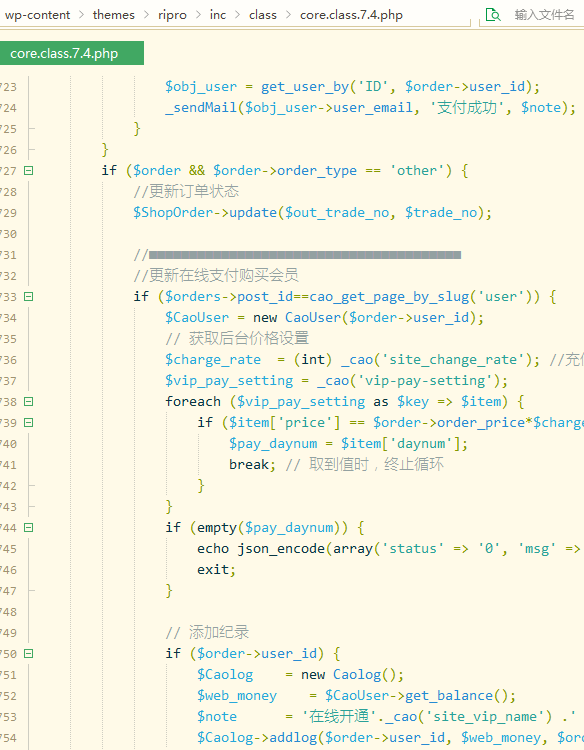 wp-content > themes > ripro > inc > class > core.class.7.4.php
输入文件名
core.class.7.4.php
723 $obj_user = get_user_by('ID', $order->user_id);
724 _sendMail($obj_user->user_email, '支付成功', $note);
725 }
726 }
727 if ($order && $order->order_type == 'other') {
728 //更新订单状态
729 $ShopOrder->update($out_trade_no, $trade_no);
730
731 //■■■■■■■■■■■■■■■■■■■■■■■■■■■■■■■■■■■■■■■
732 //更新在线支付购买会员
733 if ($orders->post_id==cao_get_page_by_slug('user')) {
734 $CaoUser = new CaoUser($order->user_id);
735 // 获取后台价格设置
736 $charge_rate = (int) _cao('site_change_rate'); //充值
737 $vip_pay_setting = _cao('vip-pay-setting');
738 foreach ($vip_pay_setting as $key => $item) {
739 if ($item['price'] == $order->order_price*$charge
740 $pay_daynum = $item['daynum'];
741 break; // 取到值时，终止循环
742 }
743 }
744 if (empty($pay_daynum)) {
745 echo json_encode(array('status' => '0', 'msg' =>
746 exit;
747 }
748
749 // 添加纪录
750 if ($order->user_id) {
751 $Caolog = new Caolog();
752 $web_money = $CaoUser->get_balance();
753 $note = '在线开通'._cao('site_vip_name') .'
754 $Caolog->addlog($order->user_id, $web_money, $or